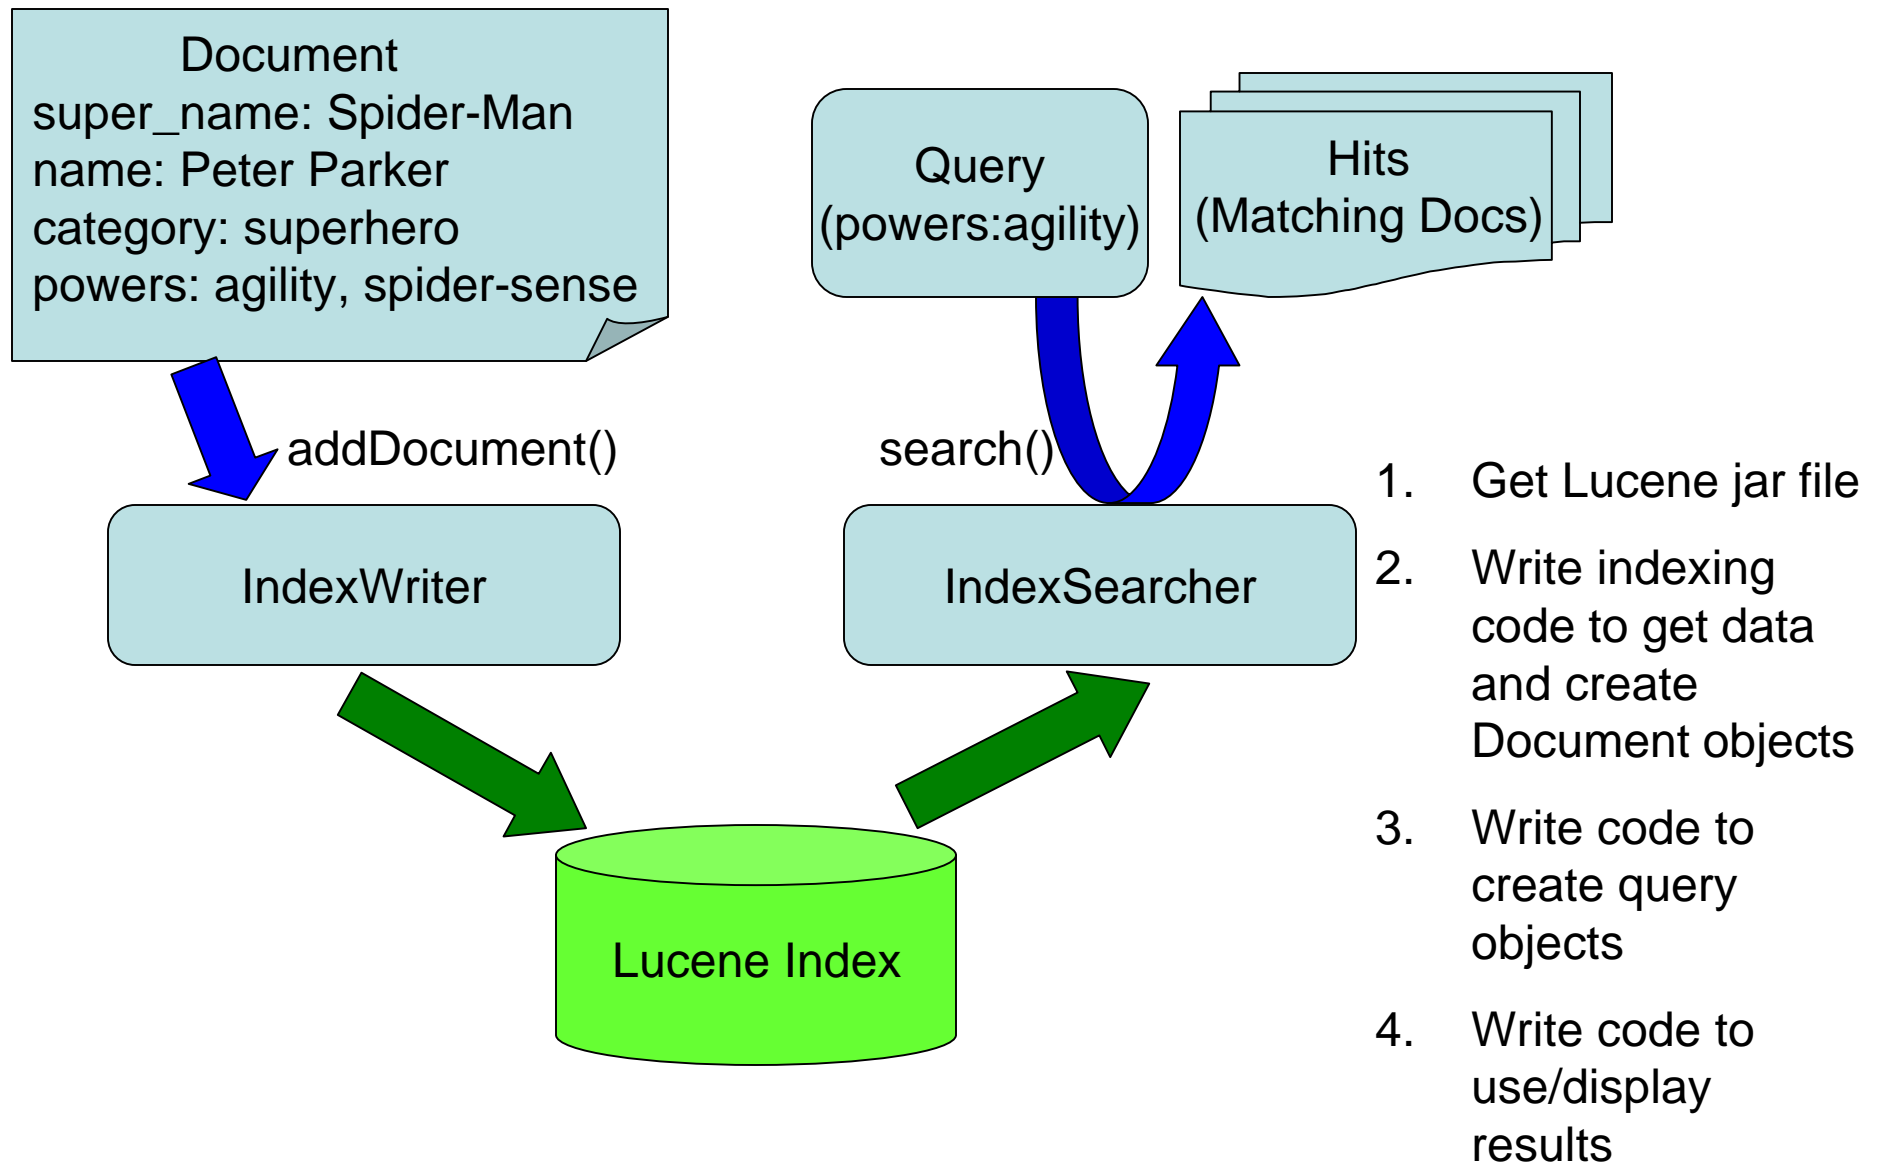 Document
super_name: Spider-Man
name: Peter Parker
category: superhero
powers: agility, spider-sense
addDocument()
IndexWriter
Lucene Index
Query
(powers:agility)
Hits
(Matching Docs)
search()
IndexSearcher
1. Get Lucene jar file
2. Write indexing
code to get data
and create
Document objects
3. Write code to
create query
objects
4. Write code to
use/display
results